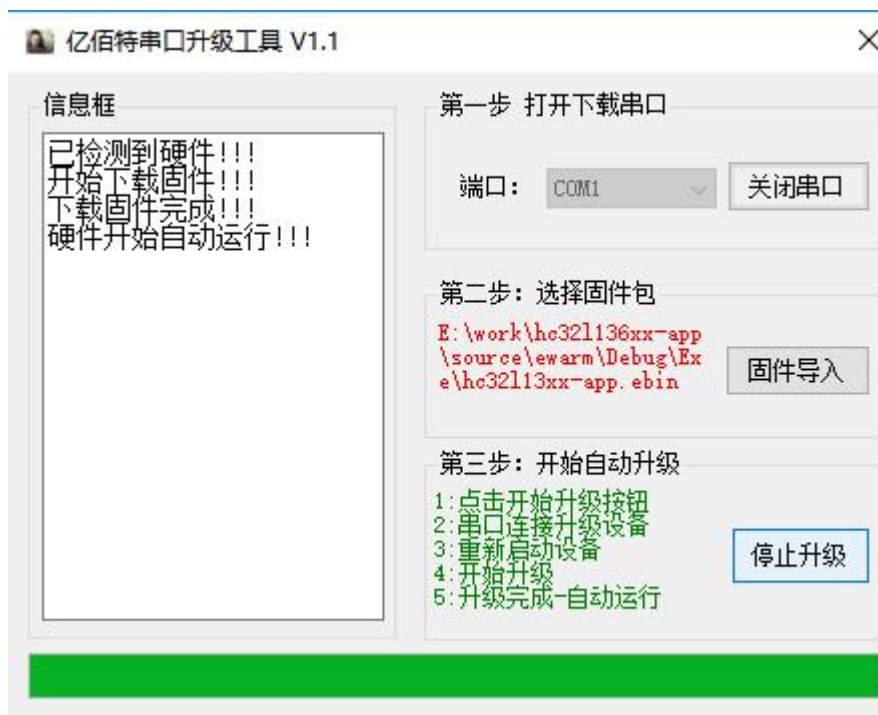 亿佰特串口升级工具 V1.1
信息框
已检测到硬件!!!
开始下载固件!!!
下载固件完成!!!
硬件开始自动运行!!!
第一步 打开下载串口
端口: COM1 关闭串口
第二步: 选择固件包
E:\work\hc32l136xx-app
\source\ewarm\Debug\Ex
e\hc32l13xx-app.ebin
固件导入
第三步: 开始自动升级
1:点击开始升级按钮
2:串口连接升级设备
3:重新启动设备
4:开始升级
5:升级完成-自动运行
停止升级